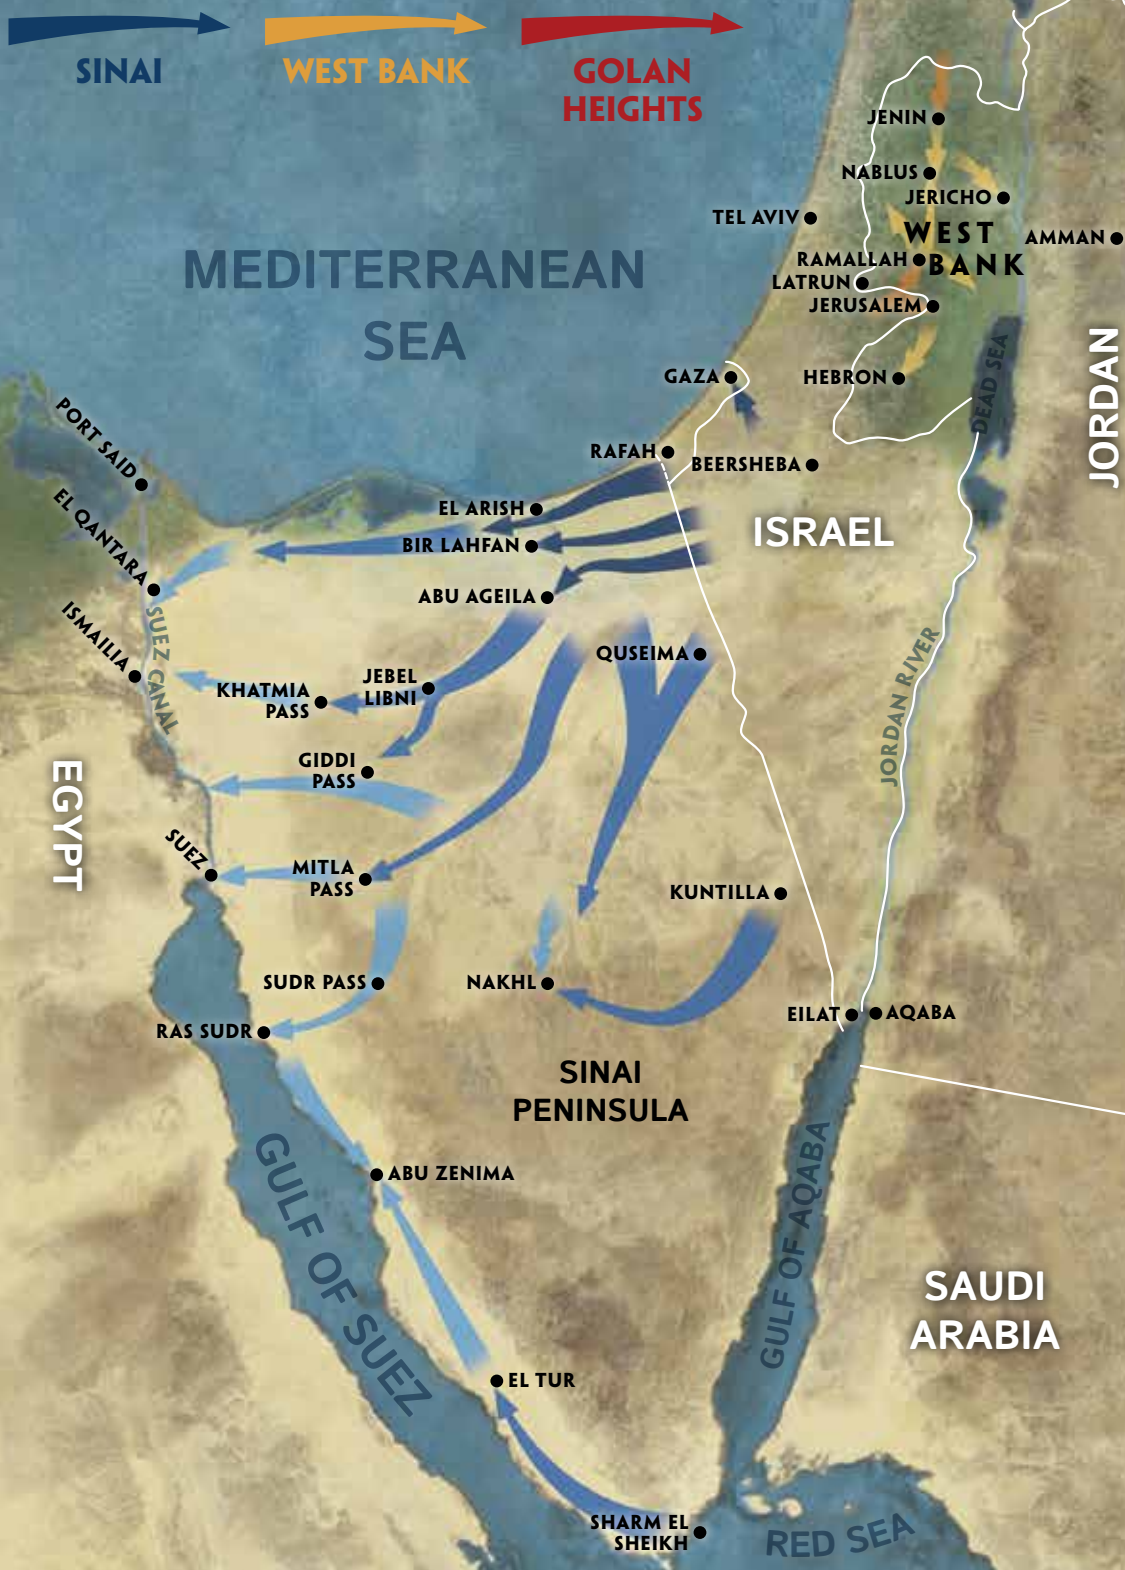 SINAI
WEST BANK
GOLAN
HEIGHTS
JENIN
NABLUS
JERICHO
TEL AVIV
WEST
BANK
AMMAN
RAMALLAH
LATRUN
JERUSALEM
MEDITERRANEAN
SEA
DEAD SEA
JORDAN
GAZA
HEBRON
PORT SAID
RAFAH
BEERSHEBA
EL QANTARA
EL ARISH
ISRAEL
BIR LAHFAN
ABU AGEILA
ISMAILIA
SUEZ CANAL
QUSEIMA
JORDAN RIVER
KHATMIA
PASS
JEBEL
LIBNI
GIDDI
PASS
EGYPT
SUEZ
MITLA
PASS
KUNTILLA
SUDR PASS
NAKHL
RAS SUDR
EILAT
AQABA
SINAI
PENINSULA
ABU ZENIMA
GULF OF SUEZ
GULF OF AQABA
SAUDI
ARABIA
EL TUR
SHARM EL
SHEIKH
RED SEA